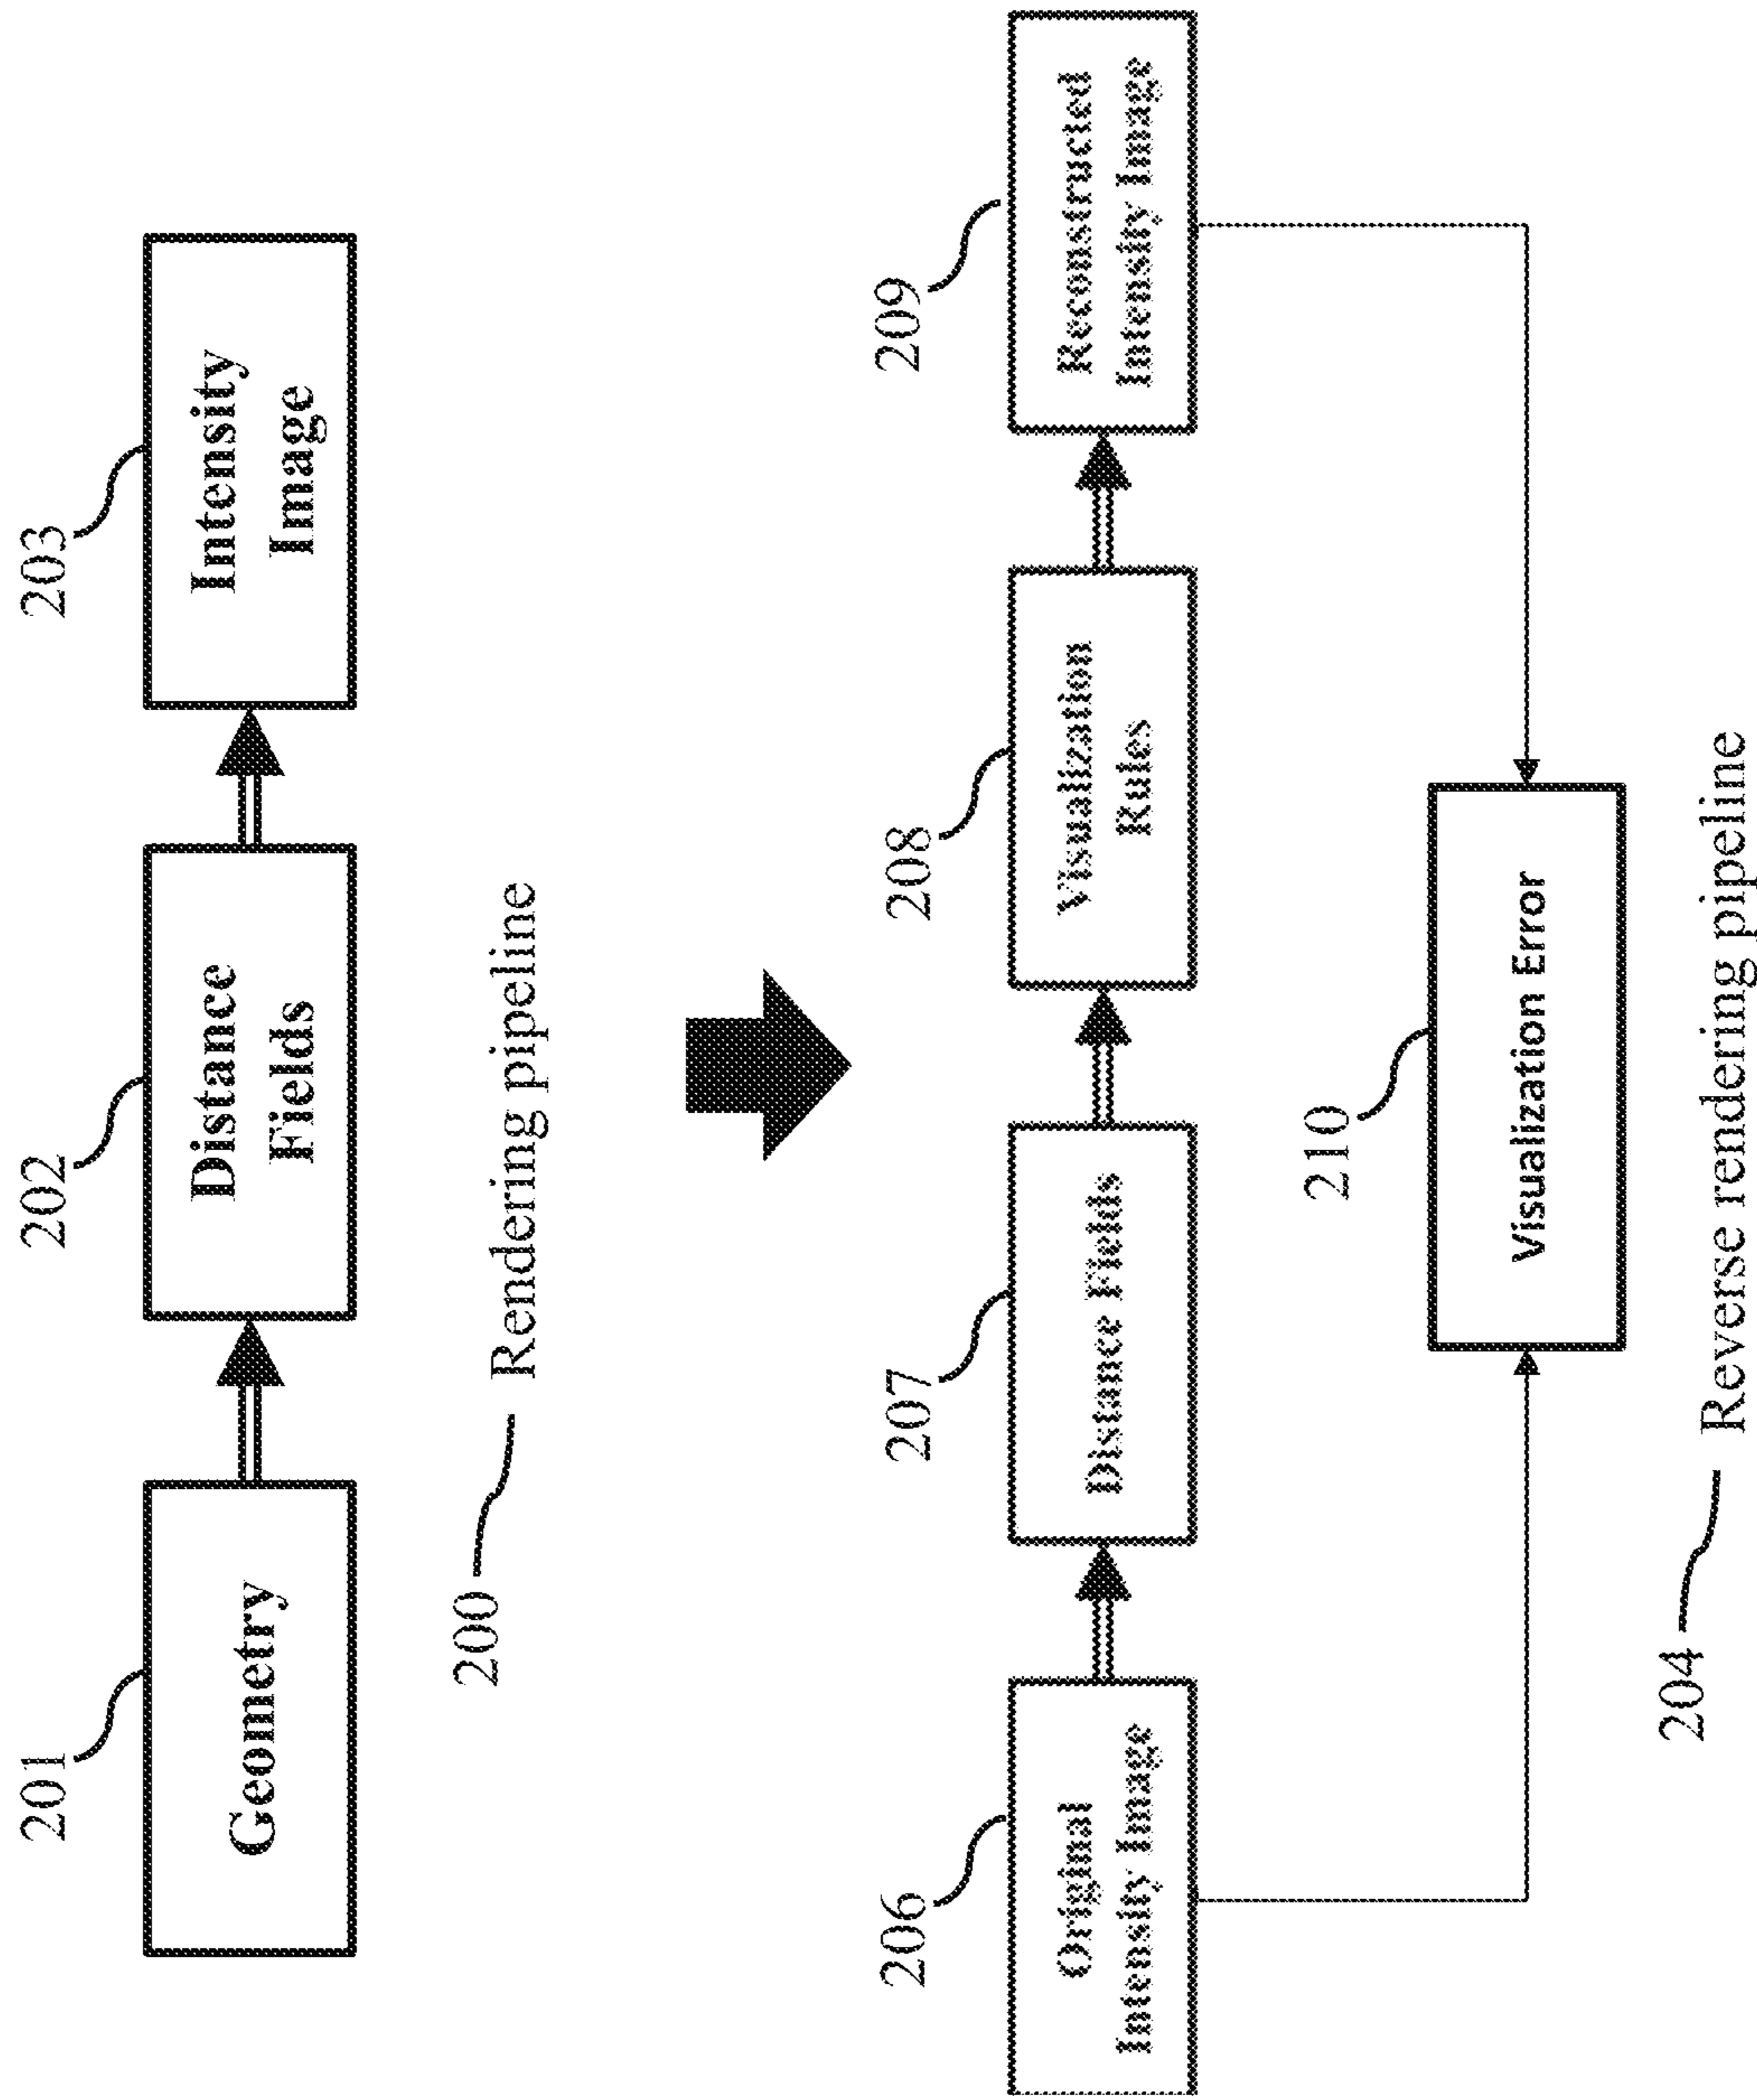 201
202
203
Geometry
Distance
Fields
Intensity
Image
200
Rendering pipeline
206
207
208
209
Original
Intensity Image
Distance Fields
Visualization
Rules
Reconstructed
Intensity Image
210
Visualization Error
204
Reverse rendering pipeline